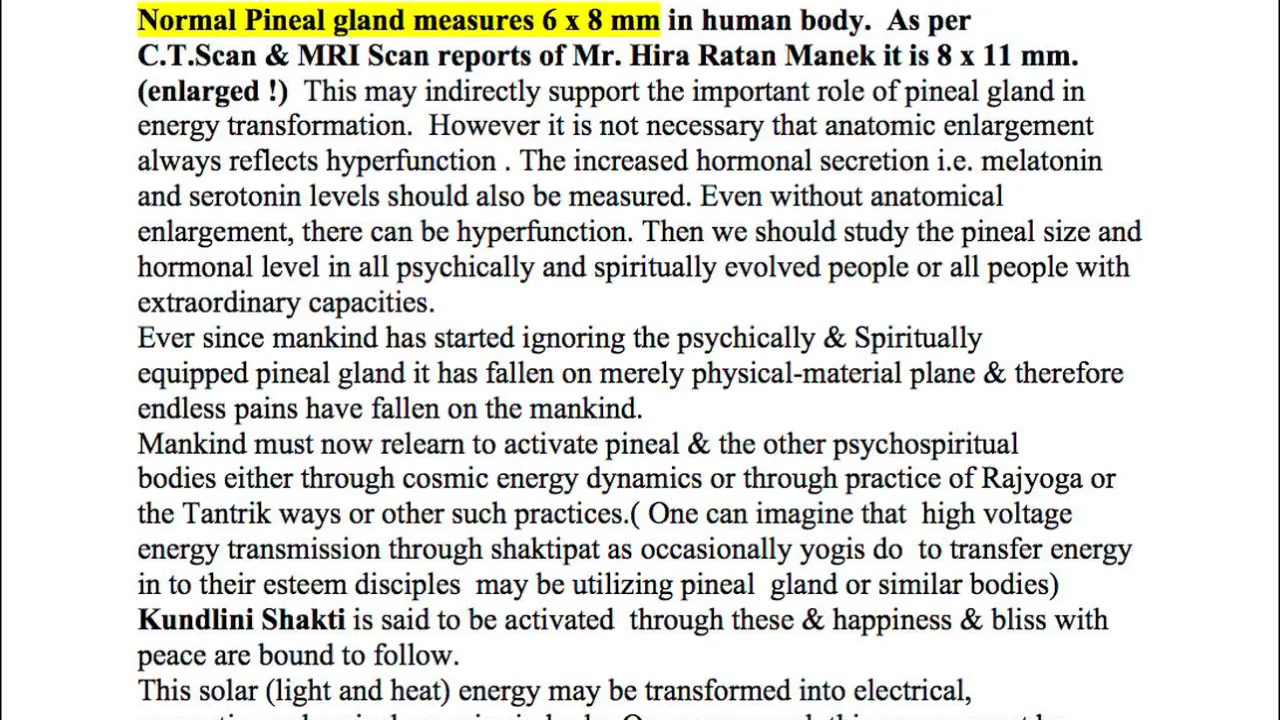 Normal Pineal gland measures 6 x 8 mm in human body.  As per
C.T.Scan & MRI Scan reports of Mr. Hira Ratan Manek it is 8 x 11 mm.
(enlarged !)  This may indirectly support the important role of pineal gland in
energy transformation.  However it is not necessary that anatomic enlargement
always reflects hyperfunction . The increased hormonal secretion i.e. melatonin
and serotonin levels should also be measured. Even without anatomical
enlargement, there can be hyperfunction. Then we should study the pineal size and
hormonal level in all psychically and spiritually evolved people or all people with
extraordinary capacities.
Ever since mankind has started ignoring the psychically & Spiritually
equipped pineal gland it has fallen on merely physical-material plane & therefore
endless pains have fallen on the mankind.
Mankind must now relearn to activate pineal & the other psychospiritual
bodies either through cosmic energy dynamics or through practice of Rajyoga or
the Tantrik ways or other such practices.( One can imagine that  high voltage
energy transmission through shaktipat as occasionally yogis do  to transfer energy
in to their esteem disciples  may be utilizing pineal  gland or similar bodies)
Kundlini Shakti is said to be activated  through these & happiness & bliss with
peace are bound to follow.
This solar (light and heat) energy may be transformed into electrical,